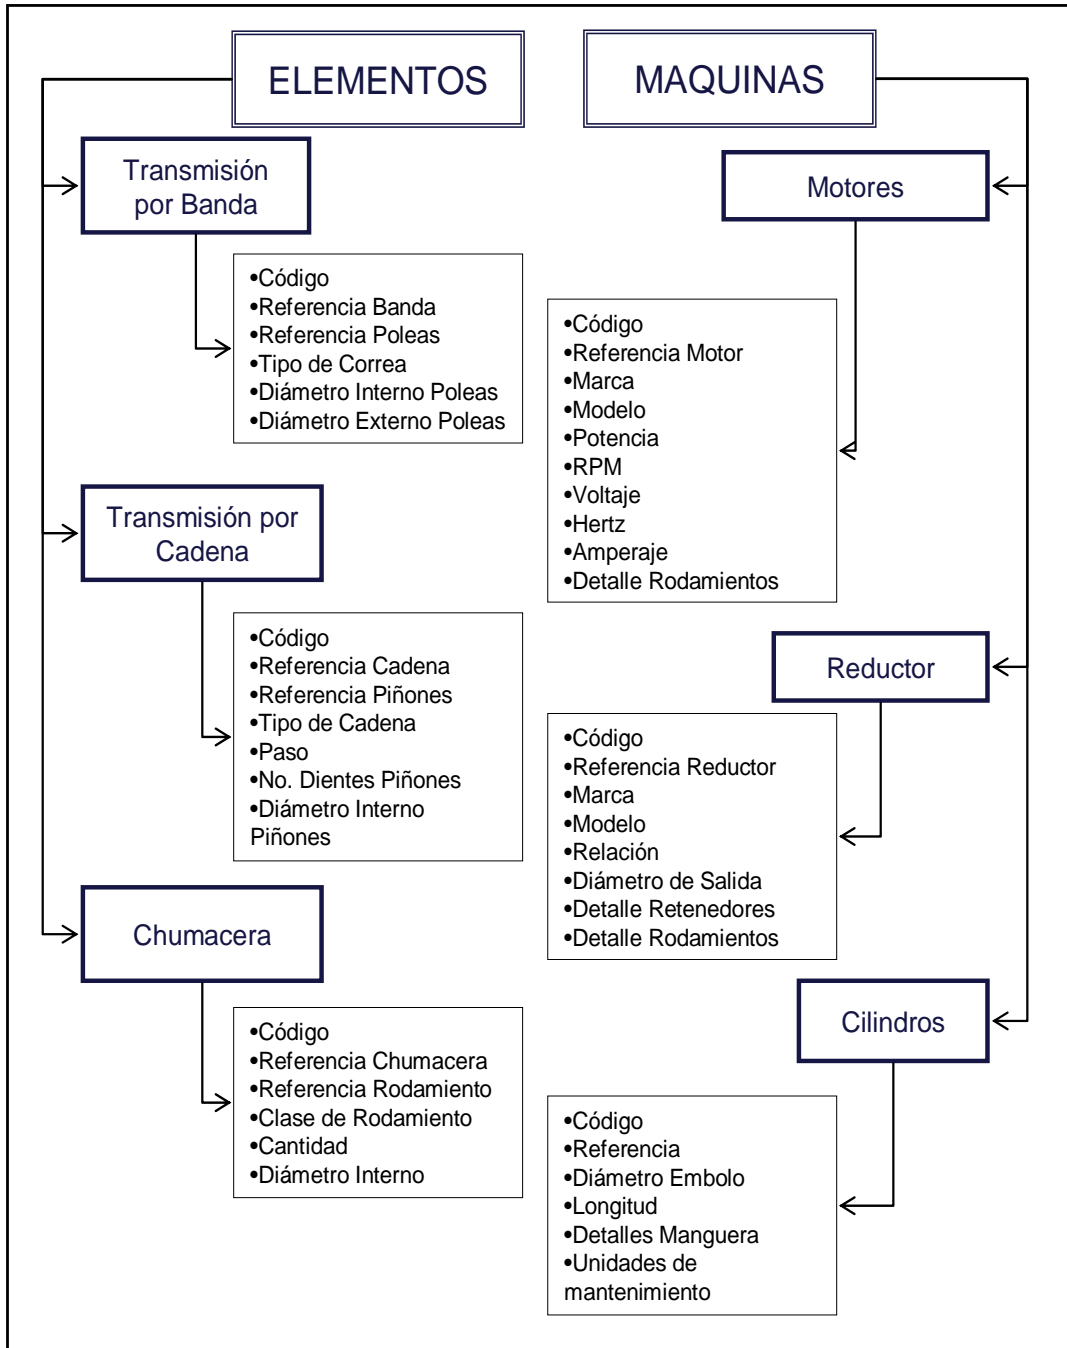 ELEMENTOS
Transmisión
por Banda
•Código
•Referencia Banda
•Referencia Poleas
•Tipo de Correa
•Diámetro Interno Poleas
•Diámetro Externo Poleas
Transmisión por
Cadena
•Código
•Referencia Cadena
•Referencia Piñones
•Tipo de Cadena
•Paso
•No. Dientes Piñones
•Diámetro Interno
Piñones
Chumacera
•Código
•Referencia Chumacera
•Referencia Rodamiento
•Clase de Rodamiento
•Cantidad
•Diámetro Interno
MAQUINAS
Motores
•Código
•Referencia Motor
•Marca
•Modelo
•Potencia
•RPM
•Voltaje
•Hertz
•Amperaje
•Detalle Rodamientos
Reductor
•Código
•Referencia Reductor
•Marca
•Modelo
•Relación
•Diámetro de Salida
•Detalle Retenedores
•Detalle Rodamientos
Cilindros
•Código
•Referencia
•Diámetro Embolo
•Longitud
•Detalles Manguera
•Unidades de
mantenimiento